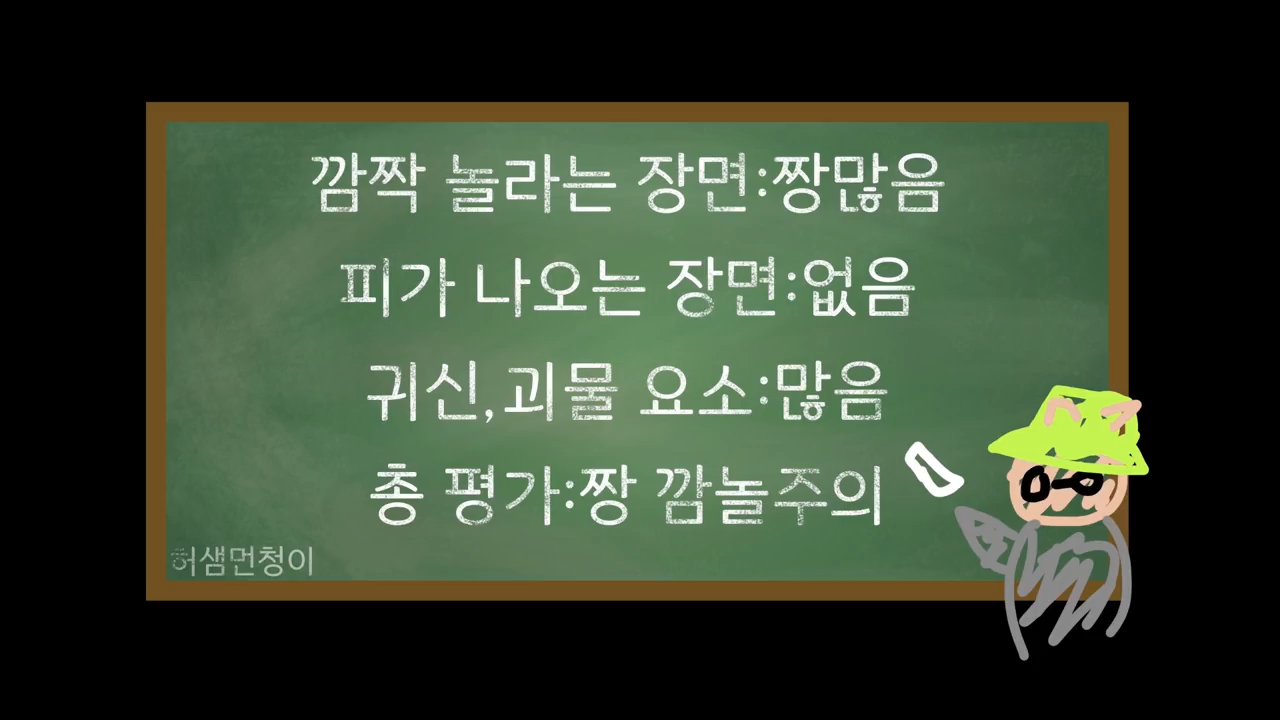 깜짝 놀라는 장면:짱많음
피가 나오는 장면:없음
귀신,괴물 요소:많음
총 평가:짱 깜놀주의
허샘먼청이